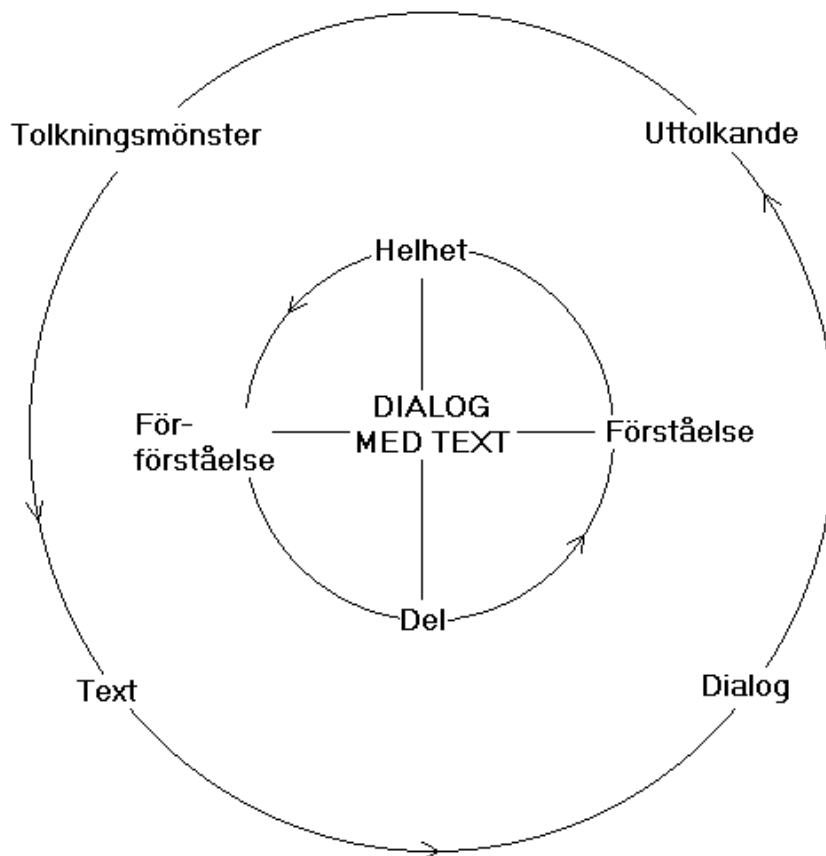 Tolkningsmönster
Uttolkande
Helhet
DIALOG
MED TEXT
För-
förståelse
Förståelse
Del
Text
Dialog